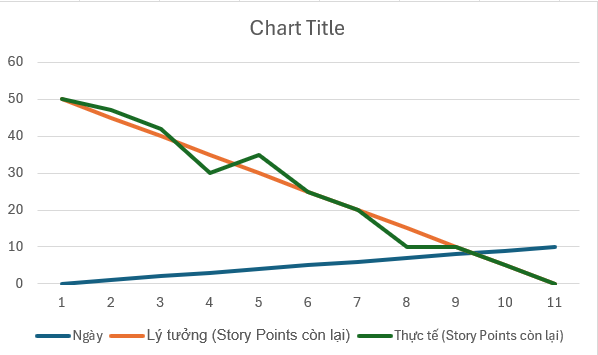 Chart Title
60
50
40
30
20
10
0
1 2 3 4 5 6 7 8 9 10 11
Ngày Lý tưởng (Story Points còn lại) Thực tế (Story Points còn lại)